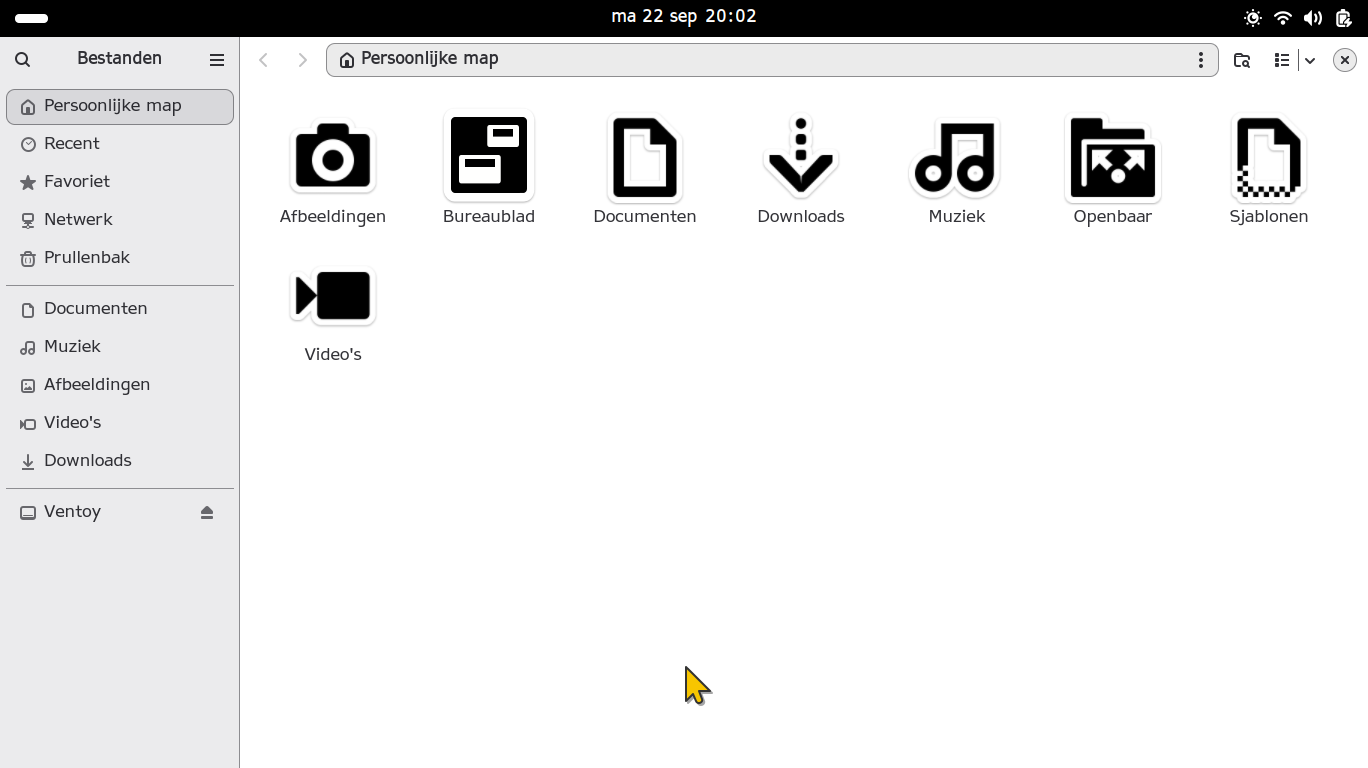 ma 22 sep 20:02
Bestanden
Persoonlijke map
Persoonlijke map
Recent
Favoriet
Netwerk
Prullenbak
Documenten
Muziek
Afbeeldingen
Video's
Downloads
Ventoy
Afbeeldingen
Bureaublad
Documenten
Downloads
Muziek
Openbaar
Sjablonen
Video's